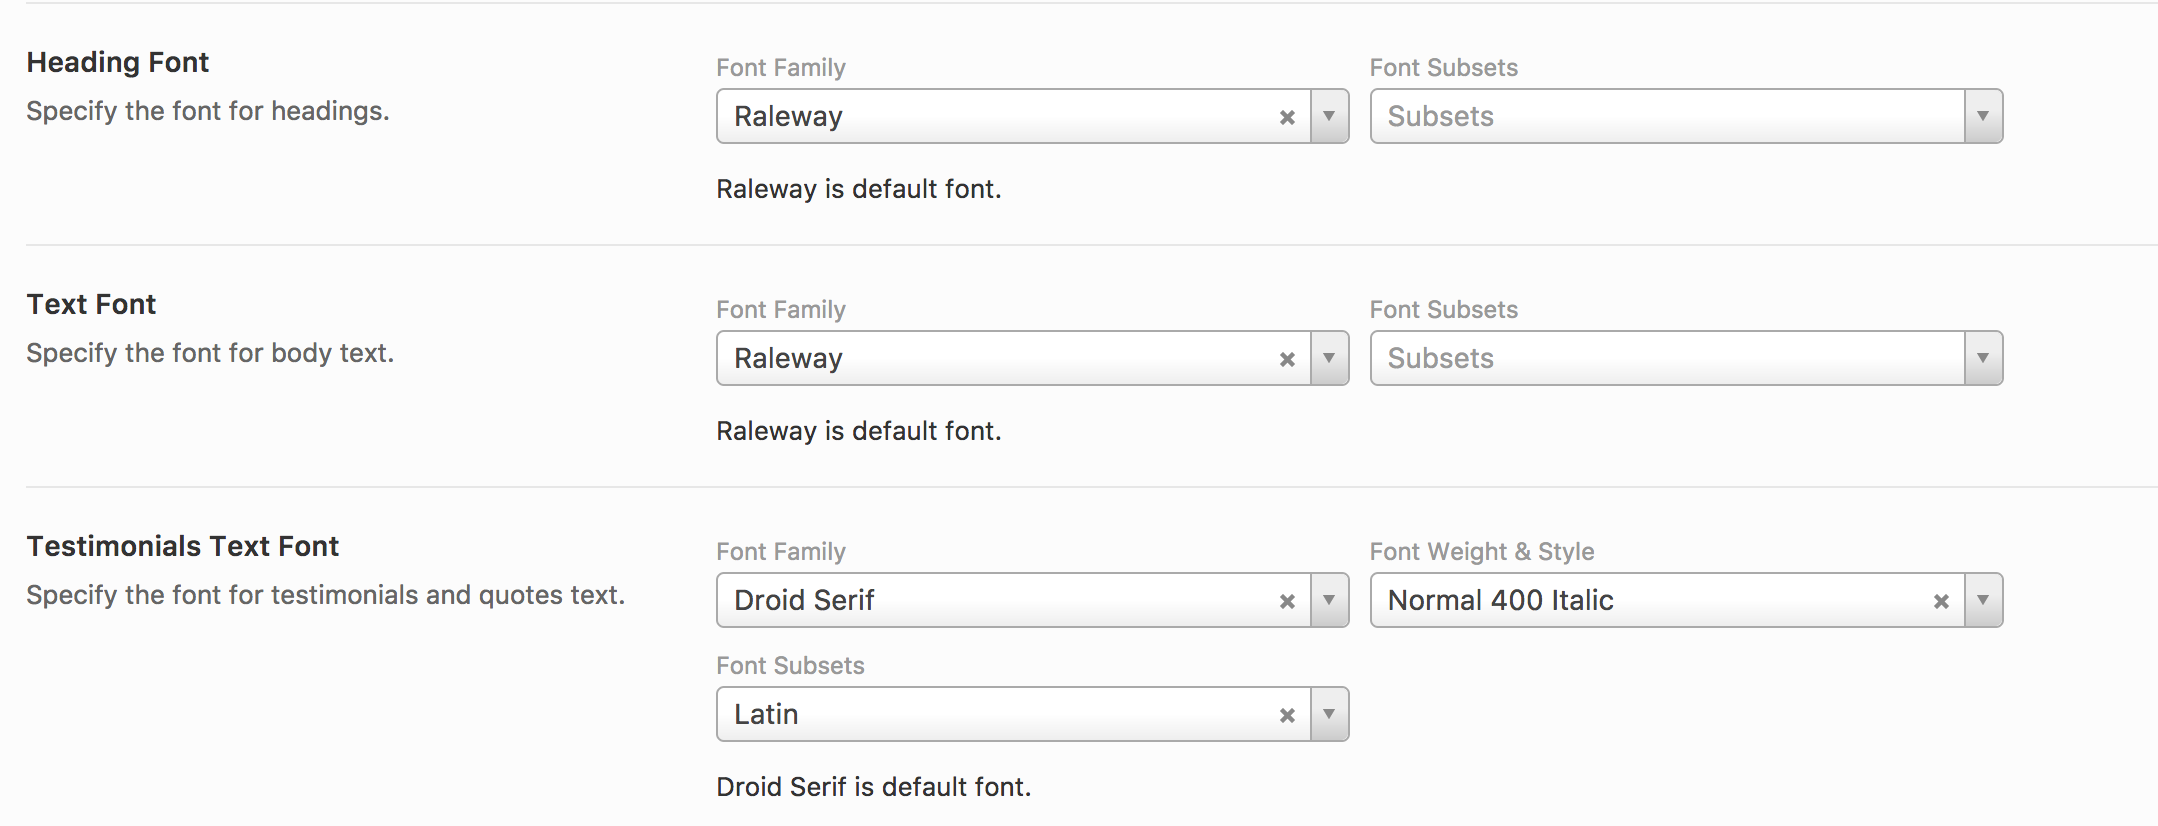 Heading Font
Specify the font for headings.
Font Family
Font Subsets
Raleway
Subsets
Raleway is default font.
Text Font
Specify the font for body text.
Font Family
Font Subsets
Raleway
Subsets
Raleway is default font.
Testimonials Text Font
Specify the font for testimonials and quotes text.
Font Family
Font Weight & Style
Droid Serif
Normal 400 Italic
Font Subsets
Latin
Droid Serif is default font.